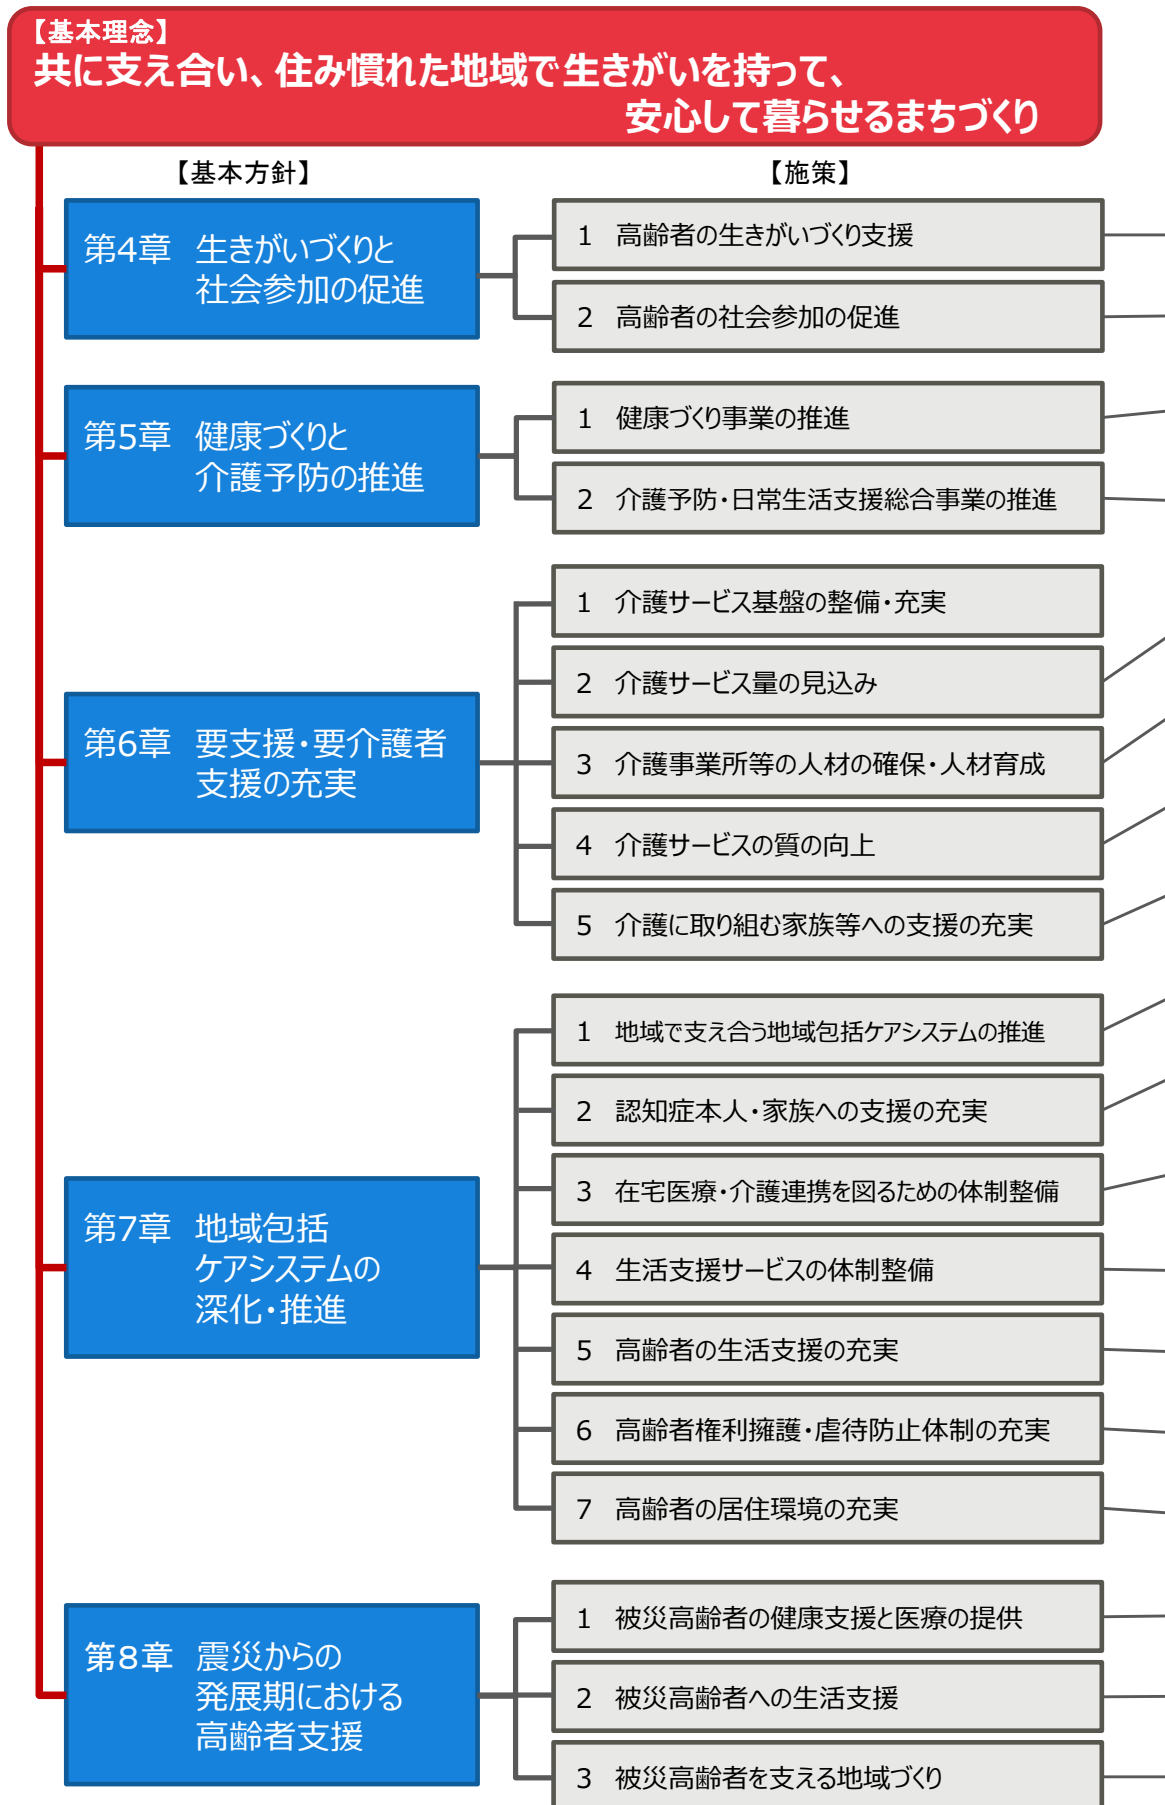 【基本理念】
共に支え合い、住み慣れた地域で生きがいを持って、
安心して暮らせるまちづくり
【基本方針】
【施策】
第4章 生きがいづくりと
社会参加の促進
1 高齢者の生きがいづくり支援
2 高齢者の社会参加の促進
第5章 健康づくりと
介護予防の推進
1 健康づくり事業の推進
2 介護予防・日常生活支援総合事業の推進
第6章 要支援・要介護者
支援の充実
1 介護サービス基盤の整備・充実
2 介護サービス量の見込み
3 介護事業所等の人材の確保・人材育成
4 介護サービスの質の向上
5 介護に取り組む家族等への支援の充実
第7章 地域包括
ケアシステムの
深化・推進
1 地域で支え合う地域包括ケアシステムの推進
2 認知症本人・家族への支援の充実
3 在宅医療・介護連携を図るための体制整備
4 生活支援サービスの体制整備
5 高齢者の生活支援の充実
6 高齢者権利擁護・虐待防止体制の充実
7 高齢者の居住環境の充実
第8章 震災からの
発展期における
高齢者支援
1 被災高齢者の健康支援と医療の提供
2 被災高齢者への生活支援
3 被災高齢者を支える地域づくり